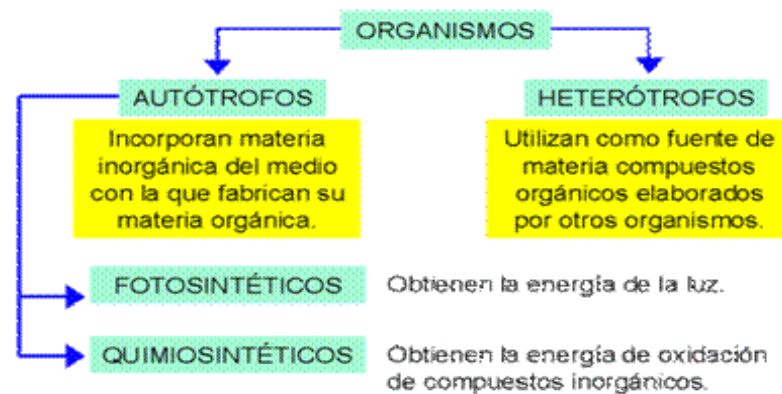 ORGANISMOS
AUTÓTROFOS
Incorporan materia
inorgánica del medio
con la que fabrican su
materia orgánica.
HETERÓTROFOS
Utilizan como fuente de
materia compuestos
orgánicos elaborados
por otros organismos.
FOTOSINTÉTICOS
Obtienen la energía de la luz.
QUIMIOSINTÉTICOS
Obtienen la energía de oxidación
de compuestos inorgánicos.